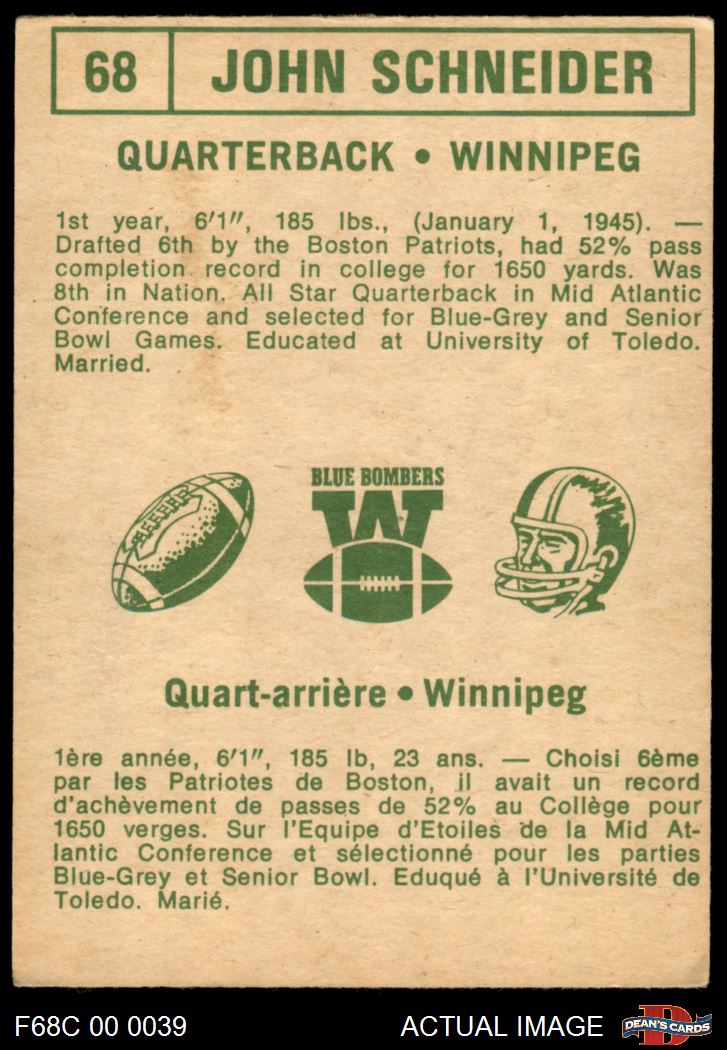 68 JOHN SCHNEIDER
QUARTERBACK • WINNIPEG
1st year, 6'1", 185 lbs., (January 1, 1945). —
Drafted 6th by the Boston Patriots, had 52% pass
completion record in college for 1650 yards. Was
8th in Nation. All Star Quarterback in Mid Atlantic
Conference and selected for Blue-Grey and Senior
Bowl Games. Educated at University of Toledo.
Married.
BLUE BOMBERS
W
Quart-arrière • Winnipeg
1ère année, 6'1", 185 lb, 23 ans. — Choisi 6ème
par les Patriotes de Boston, il avait un record
d'achèvement de passes de 52% au Collège pour
1650 verges. Sur l'Equipe d'Etoiles de la Mid At-
lantic Conference et sélectionné pour les parties
Blue-Grey et Senior Bowl. Eduqué à l'Université de
Toledo. Marié.
F68C 00 0039 ACTUAL IMAGE D DEAN'S CARDS